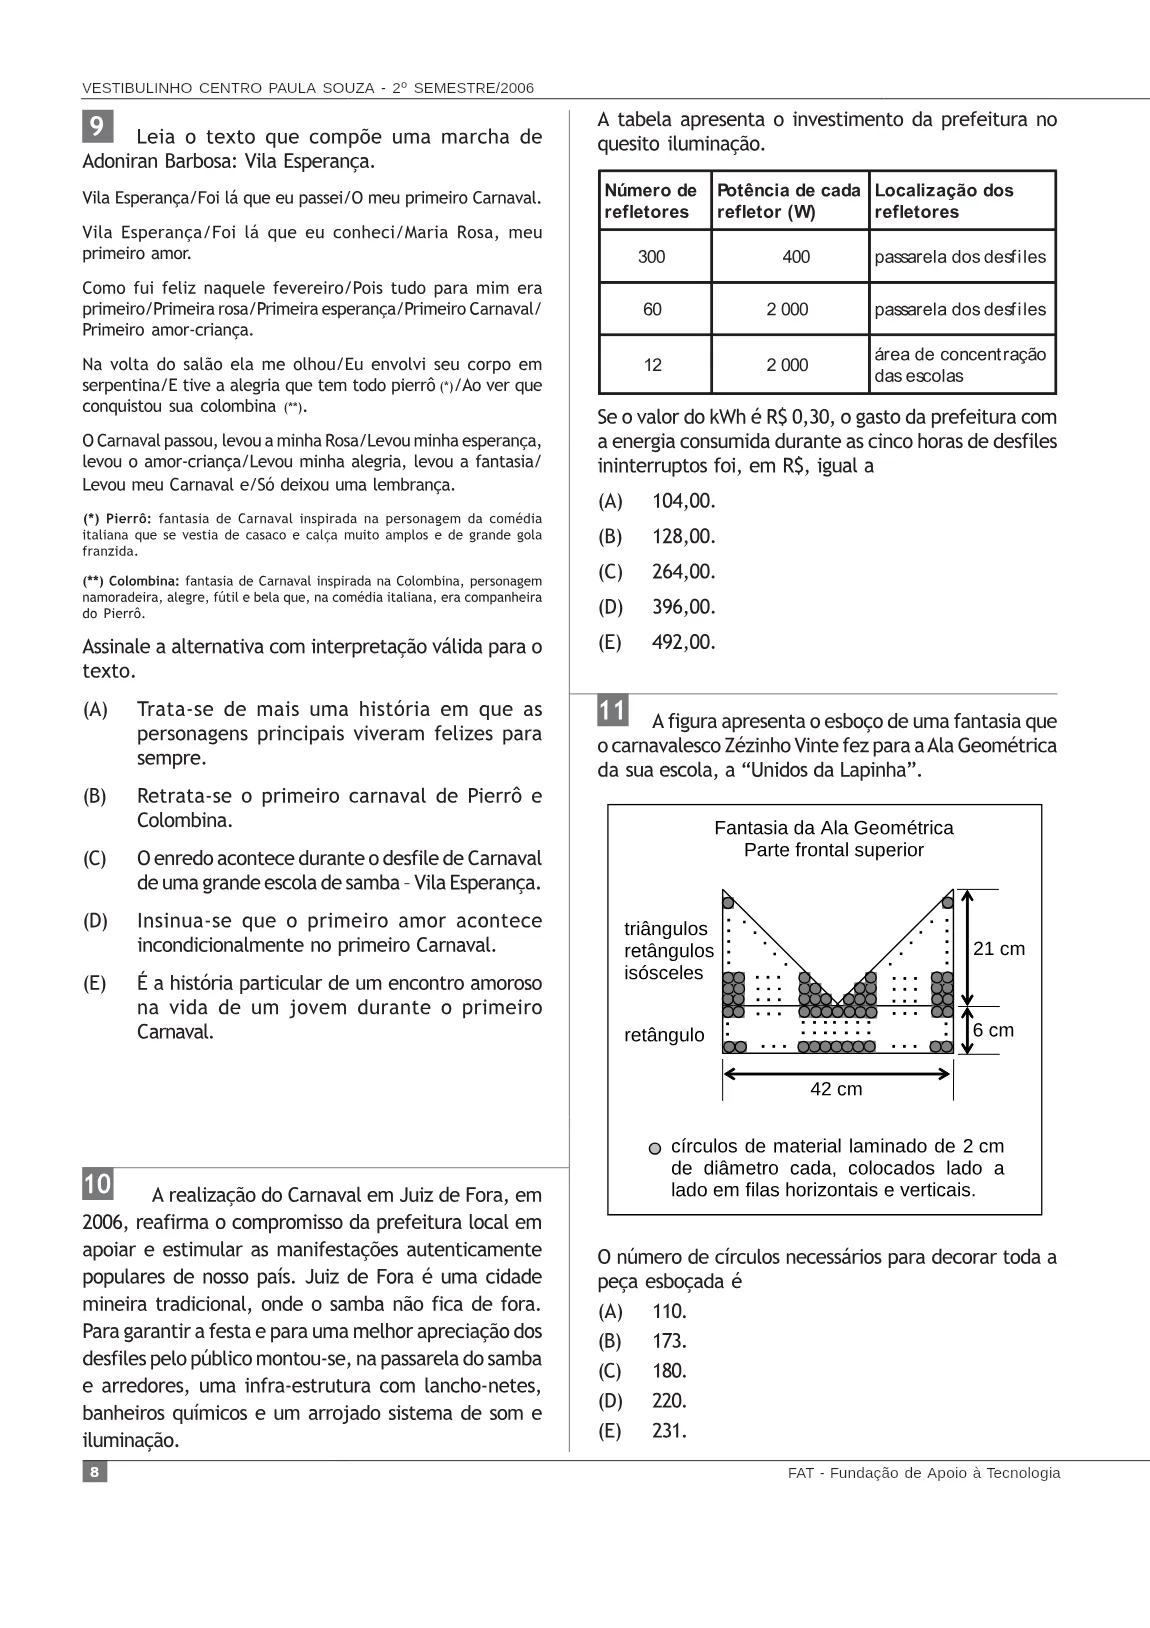 VESTIBULINHO CENTRO PAULA SOUZA - 2º SEMESTRE/2006
9
Leia o texto que compõe uma marcha de
Adoniran Barbosa: Vila Esperança.
Vila Esperança/Foi lá que eu passei/O meu primeiro Carnaval.
Vila Esperança/Foi lá que eu conheci/Maria Rosa, meu
primeiro amor.
Como fui feliz naquele fevereiro/Pois tudo para mim era
primeiro/Primeira rosa/Primeira esperança/Primeiro Carnaval/
Primeiro amor-criança.
Na volta do salão ela me olhou/Eu envolvi seu corpo em
serpentina/E tive a alegria que tem todo pierrô (*)/Ao ver que
conquistou sua colombina (**).
O Carnaval passou, levou a minha Rosa/Levou minha esperança,
levou o amor-criança/Levou minha alegria, levou a fantasia/
Levou meu Carnaval e/Só deixou uma lembrança.
(*) Pierrô: fantasia de Carnaval inspirada na personagem da comédia
italiana que se vestia de casaco e calça muito amplos e de grande gola
franzida.
(**) Colombina: fantasia de Carnaval inspirada na Colombina, personagem
namoradeira, alegre, fútil e bela que, na comédia italiana, era companheira
do Pierrô.
Assinale a alternativa com interpretação válida para o
texto.
(A) Trata-se de mais uma história em que as
personagens principais viveram felizes para
sempre.
(B) Retrata-se o primeiro carnaval de Pierrô e
Colombina.
(C) O enredo acontece durante o desfile de Carnaval
de uma grande escola de samba – Vila Esperança.
(D) Insinua-se que o primeiro amor acontece
incondicionalmente no primeiro Carnaval.
(E) É a história particular de um encontro amoroso
na vida de um jovem durante o primeiro
Carnaval.
10
A realização do Carnaval em Juiz de Fora, em
2006, reafirma o compromisso da prefeitura local em
apoiar e estimular as manifestações autenticamente
populares de nosso país. Juiz de Fora é uma cidade
mineira tradicional, onde o samba não fica de fora.
Para garantir a festa e para uma melhor apreciação dos
desfiles pelo público montou-se, na passarela do samba
e arredores, uma infra-estrutura com lancho-netes,
banheiros químicos e um arrojado sistema de som e
iluminação.
A tabela apresenta o investimento da prefeitura no
quesito iluminação.
Número de refletores | Potência de cada refletor (W) | Localização dos refletores
300 | 400 | passarela dos desfiles
60 | 2 000 | passarela dos desfiles
12 | 2 000 | área de concentração das escolas
Se o valor do kWh é R$ 0,30, o gasto da prefeitura com
a energia consumida durante as cinco horas de desfiles
ininterruptos foi, em R$, igual a
(A) 104,00.
(B) 128,00.
(C) 264,00.
(D) 396,00.
(E) 492,00.
11
A figura apresenta o esboço de uma fantasia que
o carnavalesco Zézinho Vinte fez para a Ala Geométrica
da sua escola, a “Unidos da Lapinha”.
Fantasia da Ala Geométrica
Parte frontal superior
triângulos
retângulos
isósceles
21 cm
retângulo
6 cm
42 cm
círculos de material laminado de 2 cm
de diâmetro cada, colocados lado a
lado em filas horizontais e verticais.
O número de círculos necessários para decorar toda a
peça esboçada é
(A) 110.
(B) 173.
(C) 180.
(D) 220.
(E) 231.
8
FAT - Fundação de Apoio à Tecnologia